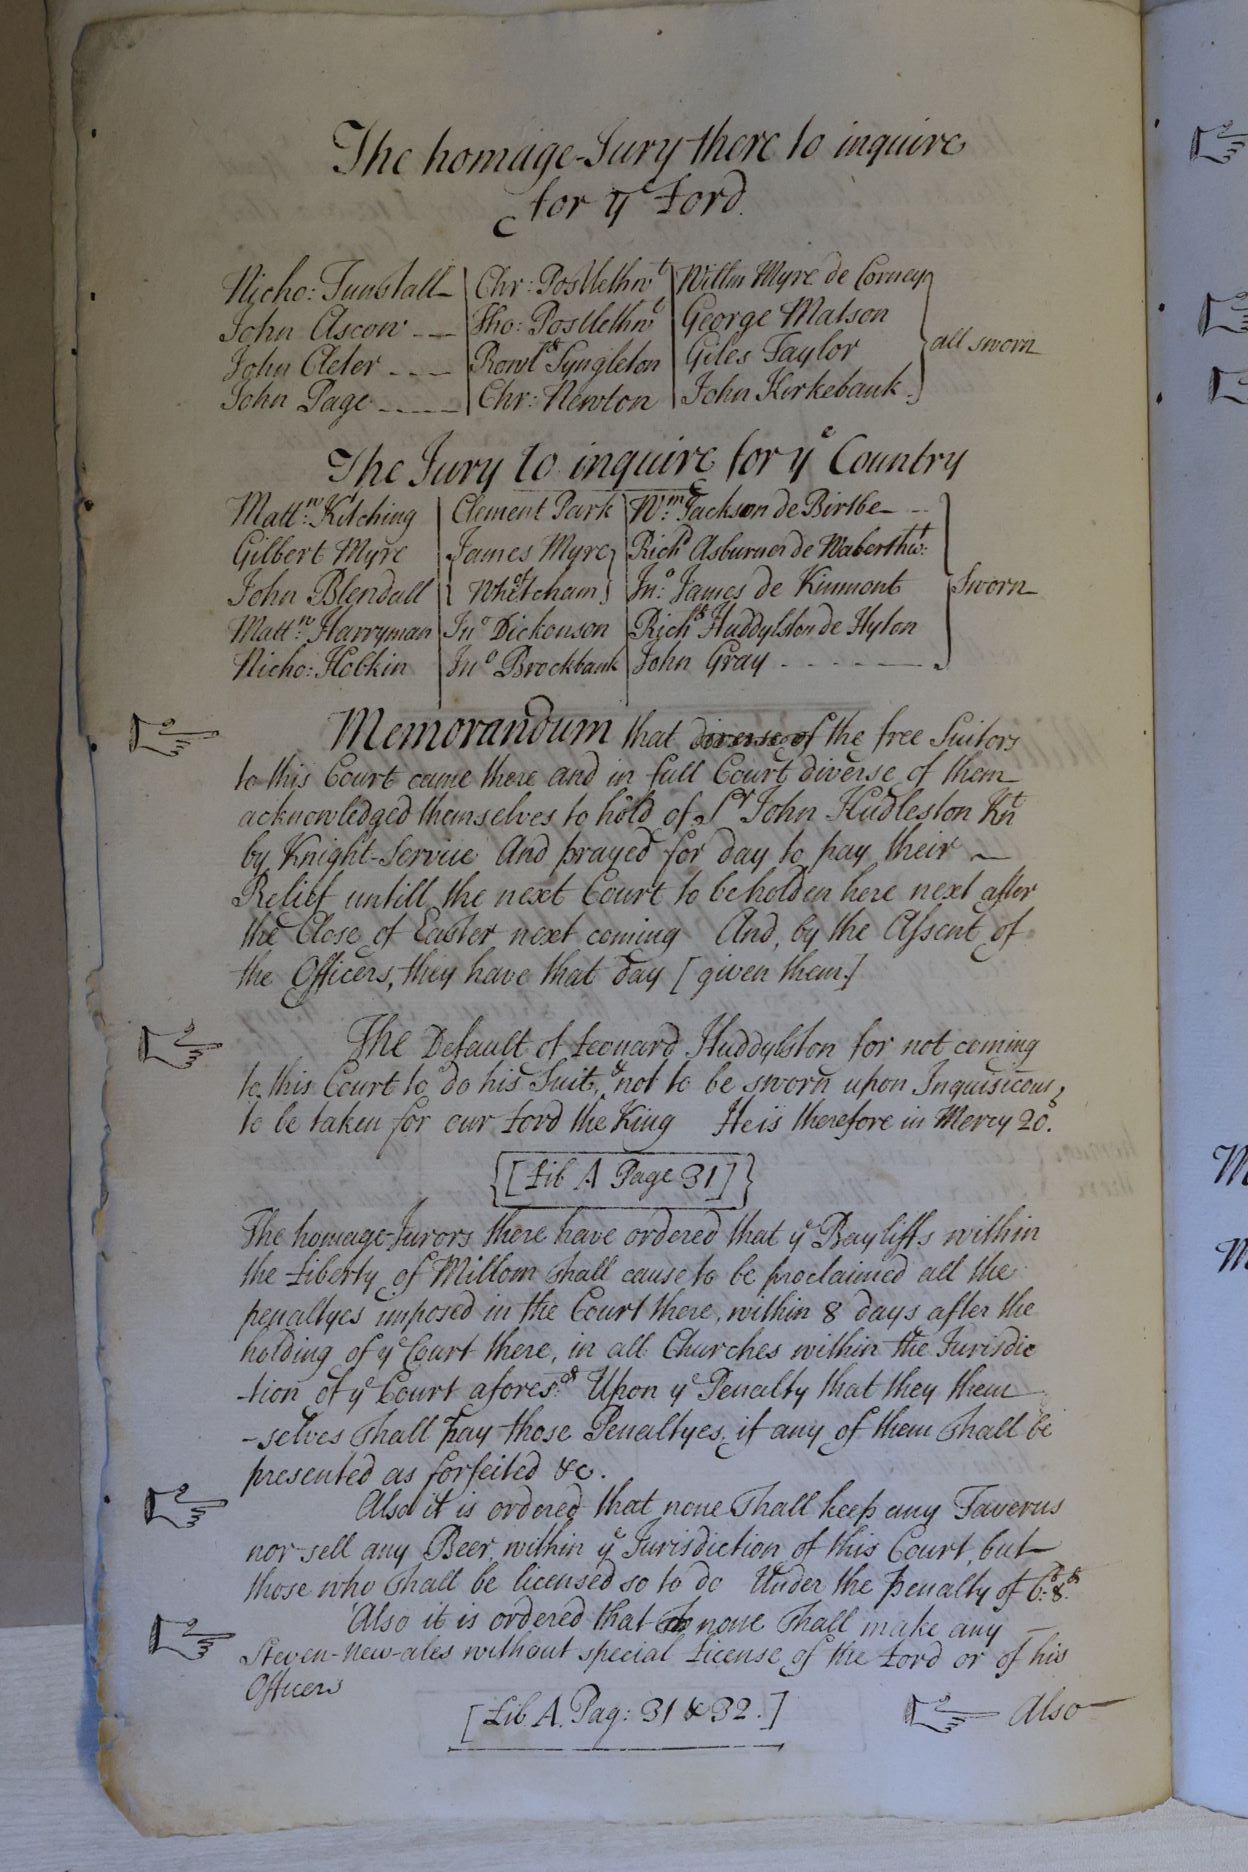 The homage-Jury there to inquire
for yᵉ Lord.
Nicho: Tunstall | Chr: Postlethwᵗ | Willm Myre de Corney
John Ascow | Tho: Postlethwᵗ | George Matson
John Cleter | Rowlᵈ Syngleton | Giles Taylor
all sworn
John Page | Chr: Newton | John Kirkebank
The Jury to inquire for yᵉ Country
Mattʷ: Kitching | Clement Park | Wᵐ: Jackson de Birtbe
Gilbert Myre | James Myre | Richᵈ Asburner de Waberthwᵗ:
John Blendall | of Whitcham | Jnᵒ: James de Kinmont
Sworn
Mattʷ: Harryman | Jnᵒ Dickonson | Richᵈ Huddylston de Hyton
Nicho: Hobkin | Jnᵒ Brockbank | John Gray
Memorandum that diverse of the free Suitors
to this Court came there and in full Court diverse of them
acknowledged themselves to hold of Sʳ John Hudleston Knᵗ
by Knight-Service And prayed for day to pay their
Relief untill the next Court to be holden here next after
the Close of Easter next coming And, by the Assent of
the Officers, they have that day [given them.]
The Default of Leonard Huddylston for not coming
to this Court to do his Suit, & not to be sworn upon Inquisicons
to be taken for our Lord the King He is therefore in Mercy 20ˢ.
[Lib A Page 31]
The homage-Jurors there have ordered that yᵉ Bayliffs within
the Liberty of Millom shall cause to be proclaimed all the
penaltyes imposed in the Court there, within 8 days after the
holding of yᵉ Court there, in all Churches within the Jurisdic
-tion of yᵉ Court afores:ᵈ Upon yᵉ Penalty that they them
-selves shall pay those Penaltyes, if any of them shall be
presented as forfeited &c.
Also it is ordered that none shall keep any Taverns
nor sell any Beer, within yᵉ Jurisdiction of this Court, but
those who shall be licensed so to do Under the Penalty of 6ˢ: 8ᵈ.
Also it is ordered that none shall make any
Steven-new-ales without special License of the Lord or of his
Officers
[Lib A. Pag: 31 & 32.]
Also